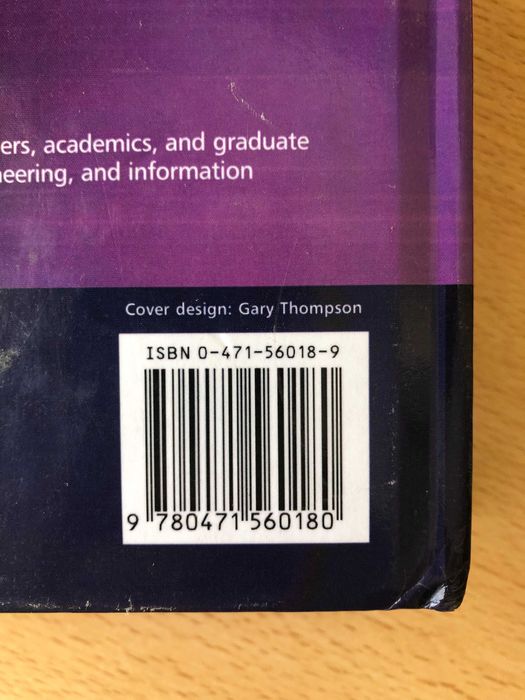 ers, academics, and graduate
neering, and information
Cover design: Gary Thompson
ISBN 0-471-56018-9
9 780471 560180